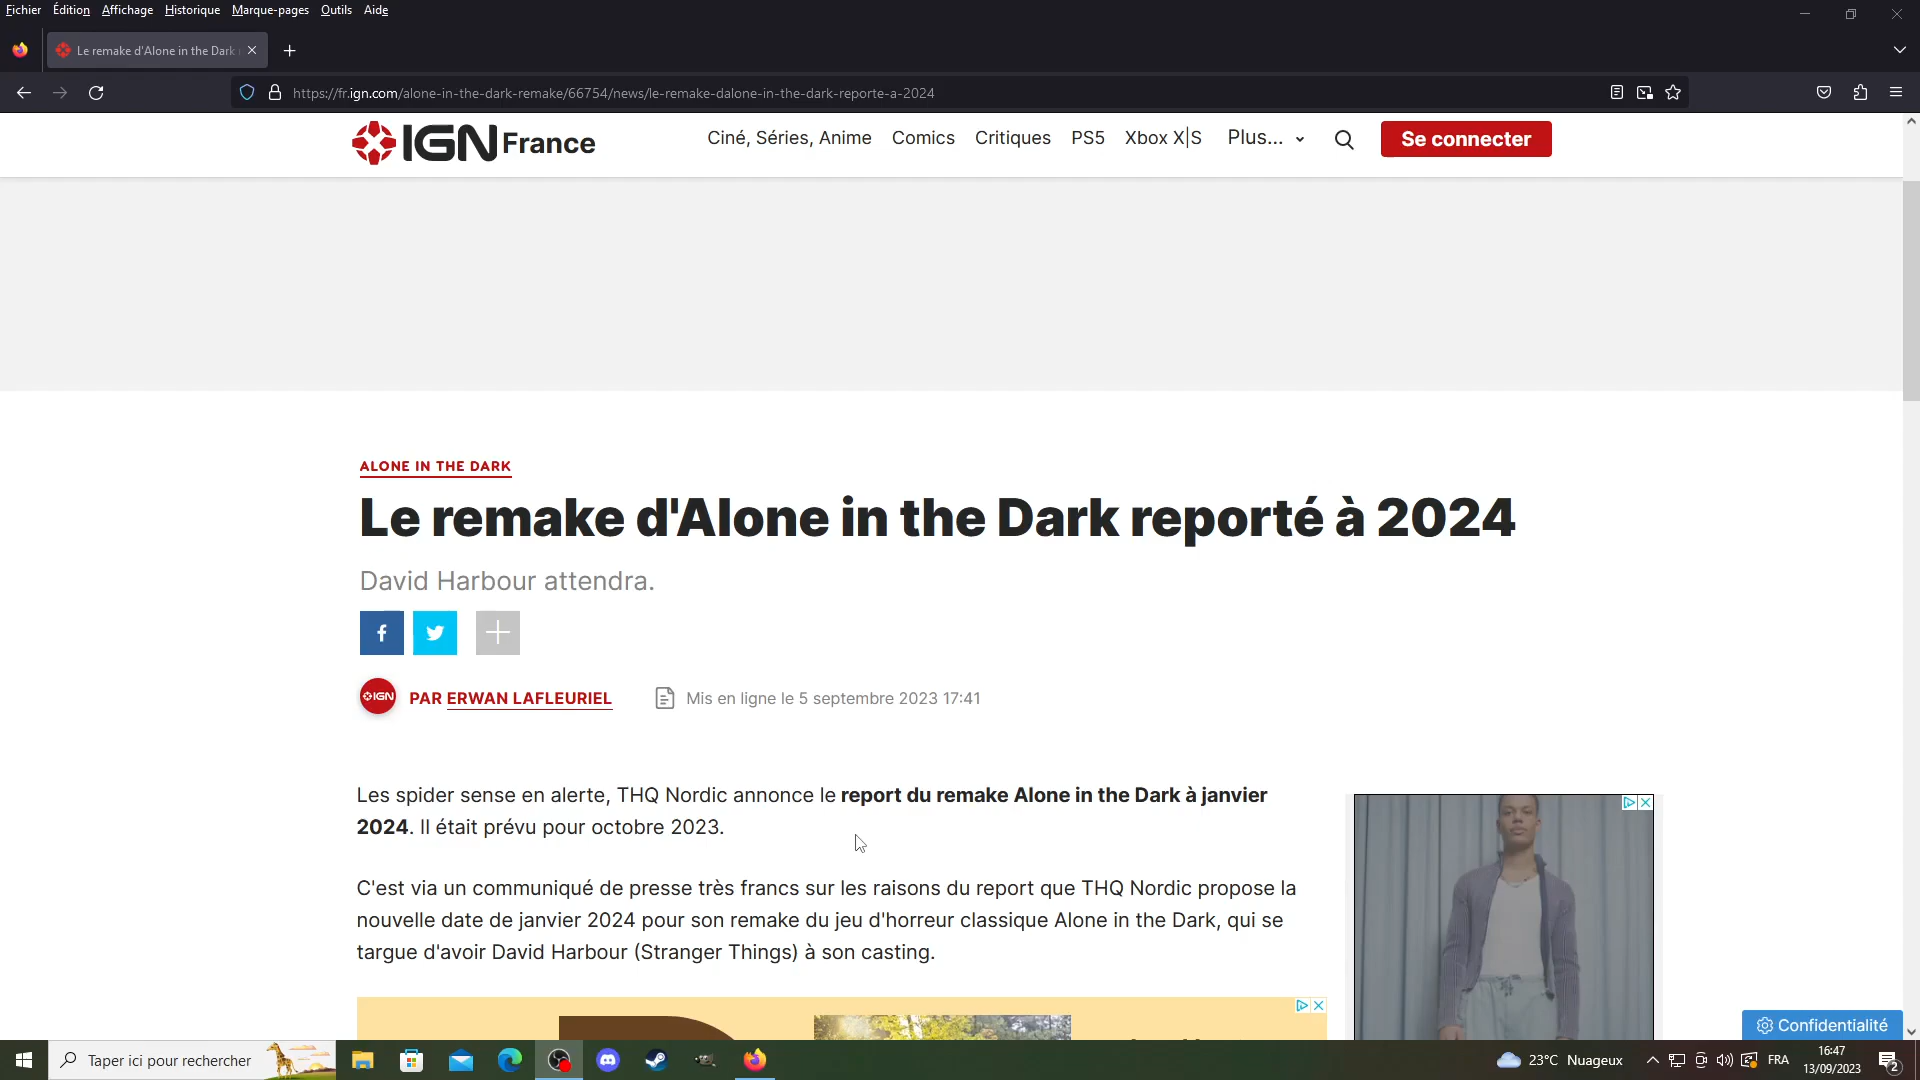 Fichier Édition Affichage Historique Marque-pages Outils Aide
Le remake d'Alone in the Dark
https://fr.ign.com/alone-in-the-dark-remake/66754/news/le-remake-dalone-in-the-dark-reporte-a-2024
IGN France
Ciné, Séries, Anime Comics Critiques PS5 Xbox X|S Plus... Se connecter
ALONE IN THE DARK
Le remake d'Alone in the Dark reporté à 2024
David Harbour attendra.
IGN PAR ERWAN LAFLEURIEL Mis en ligne le 5 septembre 2023 17:41
Les spider sense en alerte, THQ Nordic annonce le report du remake Alone in the Dark à janvier
2024. Il était prévu pour octobre 2023.
C'est via un communiqué de presse très francs sur les raisons du report que THQ Nordic propose la
nouvelle date de janvier 2024 pour son remake du jeu d'horreur classique Alone in the Dark, qui se
targue d'avoir David Harbour (Stranger Things) à son casting.
Confidentialité
Taper ici pour rechercher
23°C Nuageux
FRA
16:47
13/09/2023
2